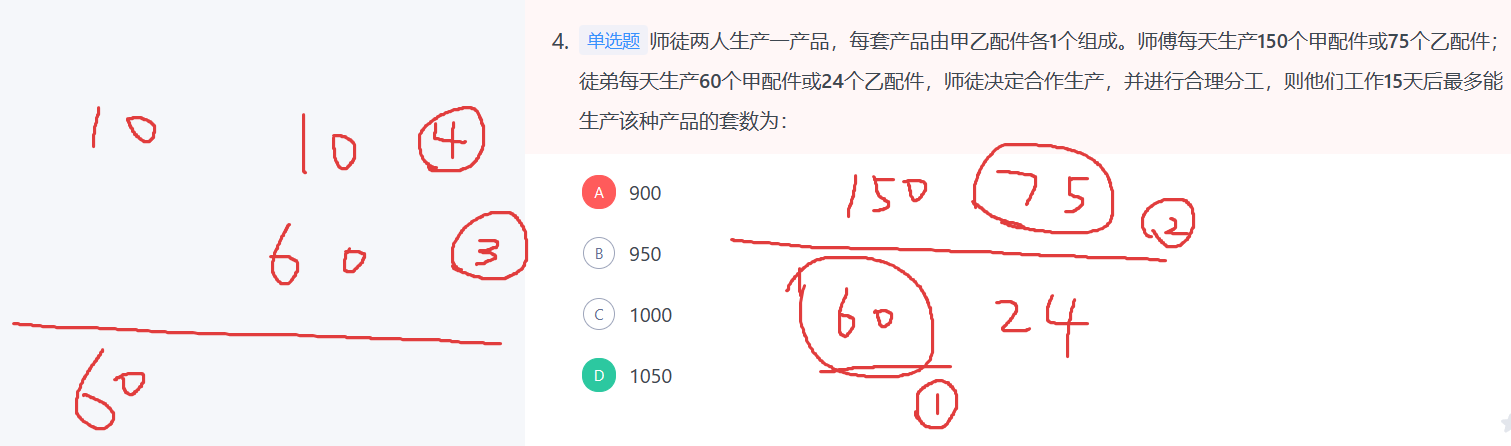 4. 单选题 师徒两人生产一产品，每套产品由甲乙配件各1个组成。师傅每天生产150个甲配件或75个乙配件；
徒弟每天生产60个甲配件或24个乙配件，师徒决定合作生产，并进行合理分工，则他们工作15天后最多能
生产该种产品的套数为：
10 10 4
60 3
60
A 900
B 950
C 1000
D 1050
150 75 2
60 24
1